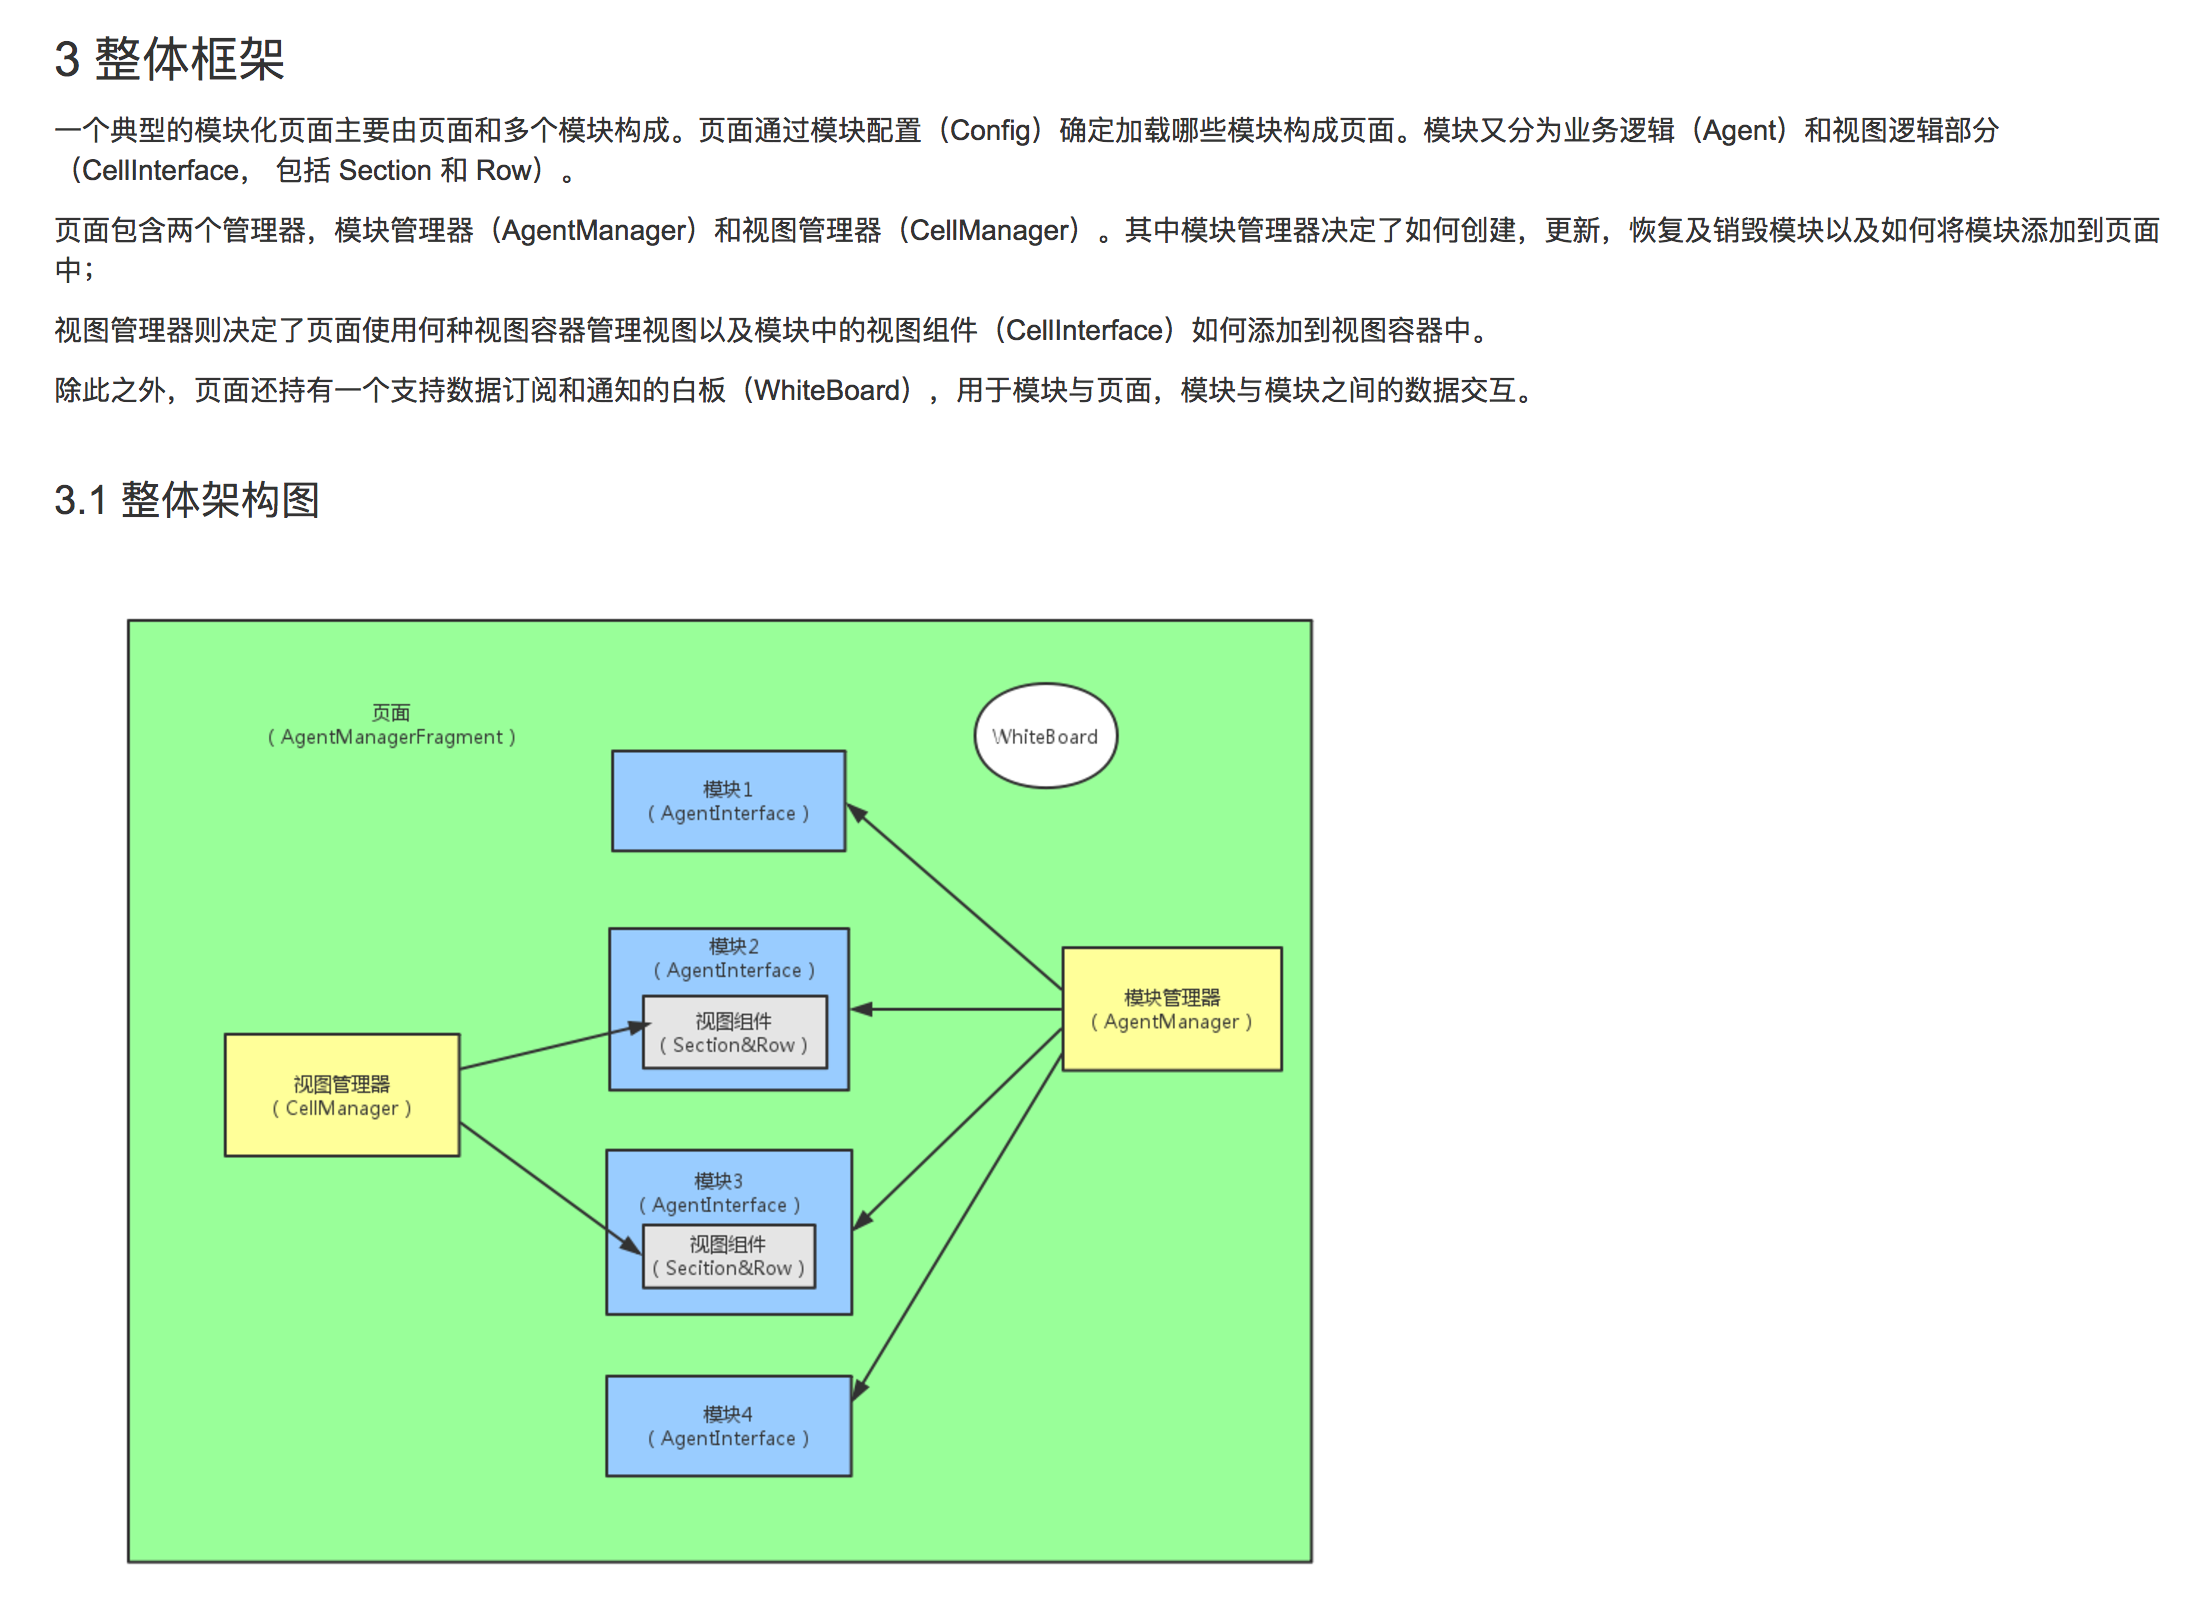 3 整体框架
一个典型的模块化页面主要由页面和多个模块构成。页面通过模块配置（Config）确定加载哪些模块构成页面。模块又分为业务逻辑（Agent）和视图逻辑部分
（CellInterface， 包括 Section 和 Row）。
页面包含两个管理器，模块管理器（AgentManager）和视图管理器（CellManager）。其中模块管理器决定了如何创建，更新，恢复及销毁模块以及如何将模块添加到页面
中；
视图管理器则决定了页面使用何种视图容器管理视图以及模块中的视图组件（CellInterface）如何添加到视图容器中。
除此之外，页面还持有一个支持数据订阅和通知的白板（WhiteBoard），用于模块与页面，模块与模块之间的数据交互。
3.1 整体架构图
页面
( AgentManagerFragment )
WhiteBoard
模块1
( AgentInterface )
模块2
( AgentInterface )
视图组件
( Section&Row )
模块管理器
( AgentManager )
视图管理器
( CellManager )
模块3
( AgentInterface )
视图组件
( Secition&Row )
模块4
( AgentInterface )